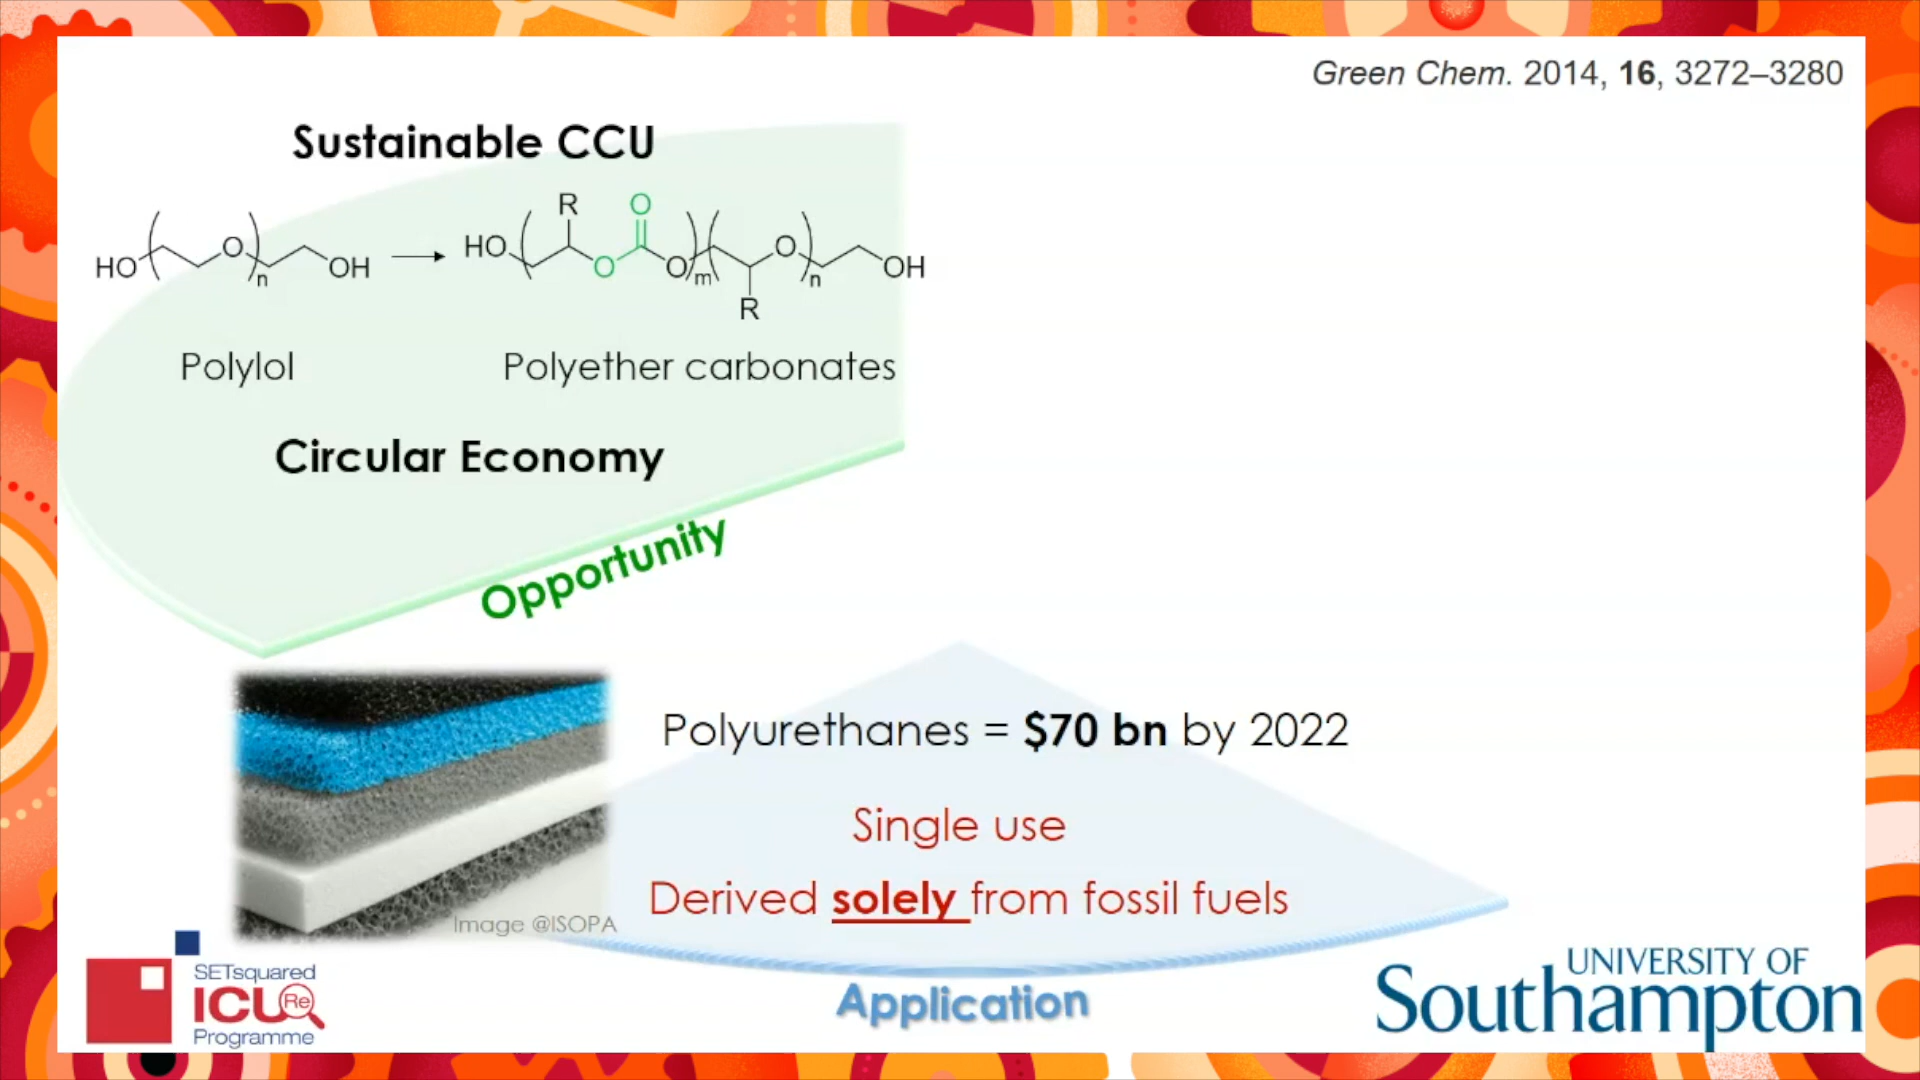 Green Chem. 2014, 16, 3272–3280
Sustainable CCU
HO ( O ) n OH
HO ( R O O O ) m ( R O ) n OH
Polylol
Polyether carbonates
Circular Economy
Opportunity
Polyurethanes = $70 bn by 2022
Single use
Derived solely from fossil fuels
Image @ISOPA
Application
SETsquared
ICURe
Programme
UNIVERSITY OF
Southampton